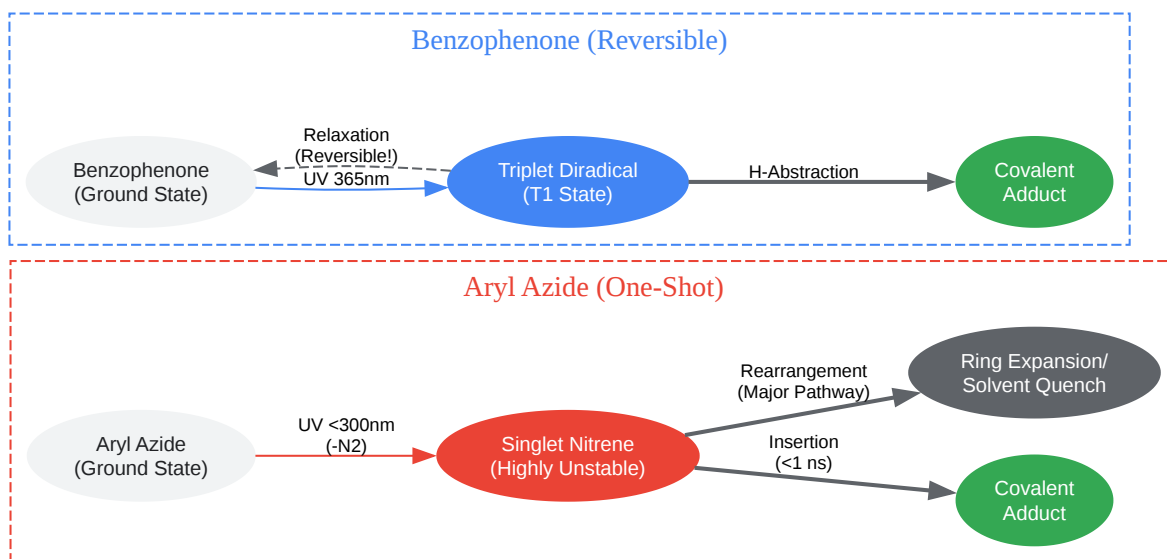 Benzophenone (Reversible)
Relaxation
(Reversible!)
UV 365nm
Benzophenone
(Ground State)
Triplet Diradical
(T1 State)
H-Abstraction
Covalent
Adduct
Aryl Azide (One-Shot)
Ring Expansion/
Solvent Quench
Rearrangement
(Major Pathway)
UV <300nm
(-N2)
Aryl Azide
(Ground State)
Singlet Nitrene
(Highly Unstable)
Insertion
(<1 ns)
Covalent
Adduct